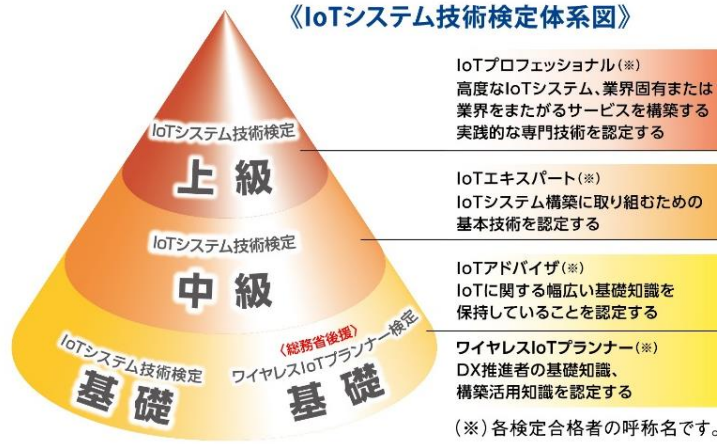 《IoTシステム技術検定体系図》
IoTシステム技術検定
上級
IoTシステム技術検定
中級
IoTシステム技術検定
基礎
〈総務省後援〉
ワイヤレスIoTプランナー検定
基礎
IoTプロフェッショナル(※)
高度なIoTシステム、業界固有または
業界をまたがるサービスを構築する
実践的な専門技術を認定する
IoTエキスパート(※)
IoTシステム構築に取り組むための
基本技術を認定する
IoTアドバイザ(※)
IoTに関する幅広い基礎知識を
保持していることを認定する
ワイヤレスIoTプランナー(※)
DX推進者の基礎知識、
構築活用知識を認定する
(※)各検定合格者の呼称名です。